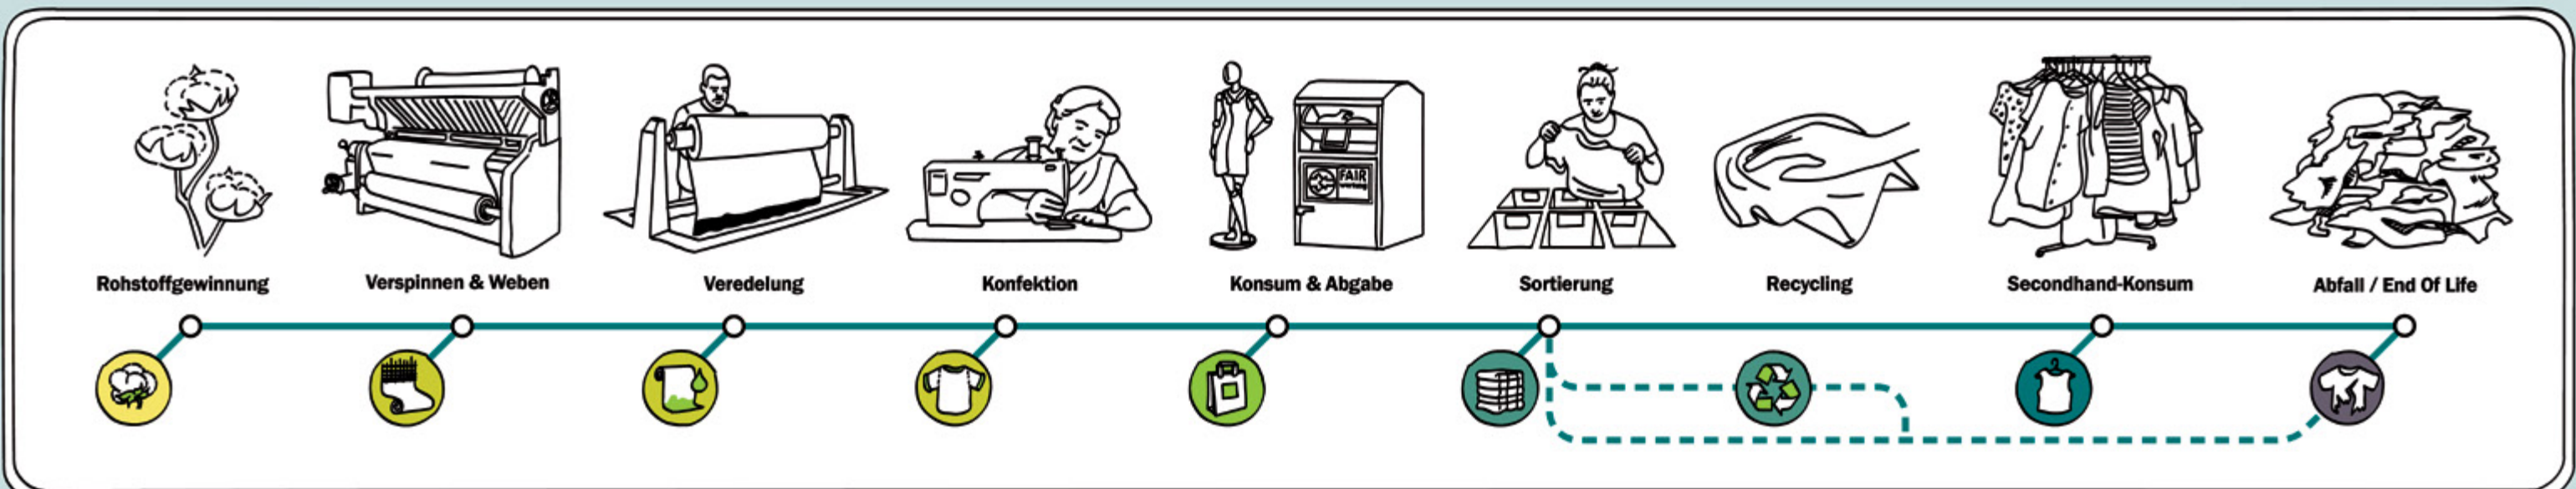 FAIR
Rohstoffgewinnung
Verspinnen & Weben
Veredelung
Konfektion
Konsum & Abgabe
Sortierung
Recycling
Secondhand-Konsum
Abfall / End Of Life